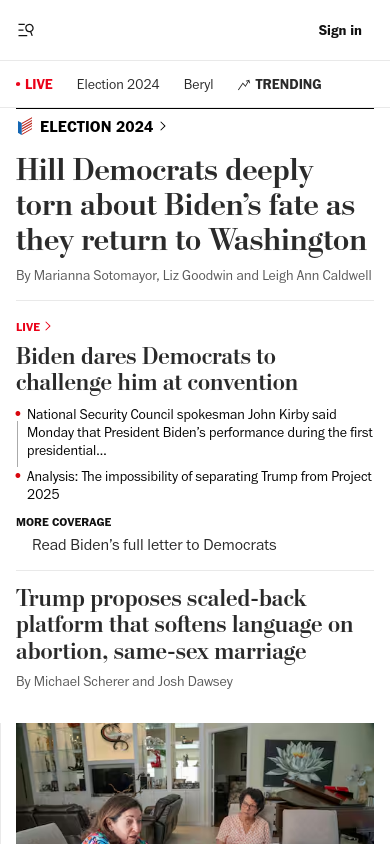 Sign in
LIVE
Election 2024
Beryl
TRENDING
ELECTION 2024
Hill Democrats deeply
torn about Biden’s fate as
they return to Washington
By Marianna Sotomayor, Liz Goodwin and Leigh Ann Caldwell
LIVE
Biden dares Democrats to
challenge him at convention
National Security Council spokesman John Kirby said
Monday that President Biden’s performance during the first
presidential…
Analysis: The impossibility of separating Trump from Project
2025
MORE COVERAGE
Read Biden’s full letter to Democrats
Trump proposes scaled-back
platform that softens language on
abortion, same-sex marriage
By Michael Scherer and Josh Dawsey